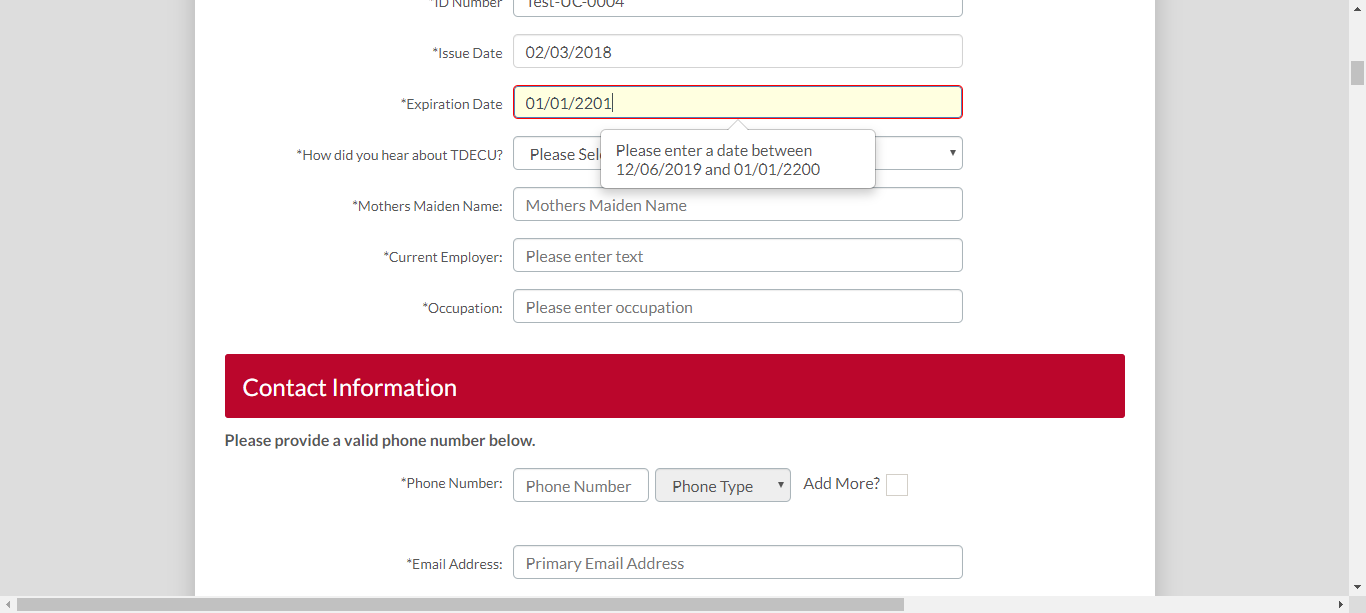 *ID Number Test-UC-0004
*Issue Date 02/03/2018
*Expiration Date 01/01/2201
*How did you hear about TDECU? Please Sel
Please enter a date between
12/06/2019 and 01/01/2200
*Mothers Maiden Name: Mothers Maiden Name
*Current Employer: Please enter text
*Occupation: Please enter occupation
Contact Information
Please provide a valid phone number below.
*Phone Number: Phone Number Phone Type Add More?
*Email Address: Primary Email Address